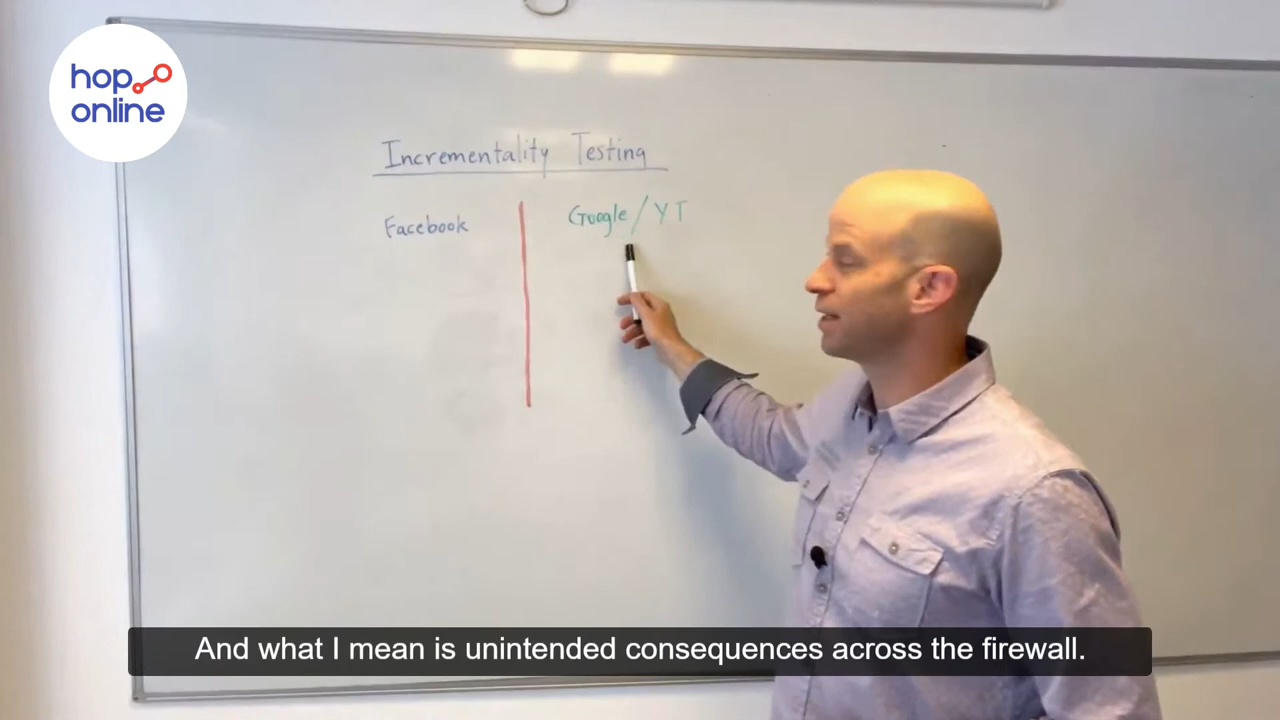 hop
online
Incrementality Testing
Facebook
Google/YT
And what I mean is unintended consequences across the firewall.